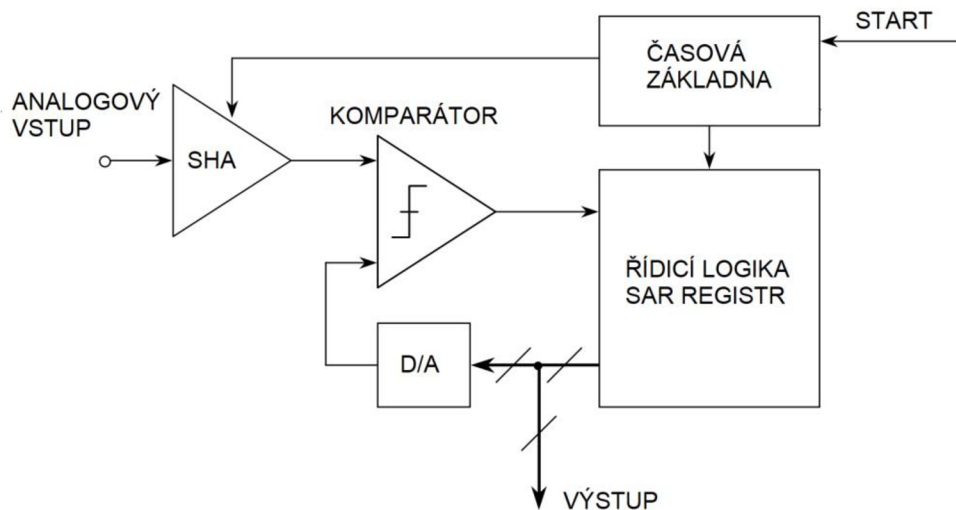 START
ČASOVÁ
ZÁKLADNA
ANALOGOVÝ
VSTUP
KOMPARÁTOR
SHA
ŘÍDICÍ LOGIKA
SAR REGISTR
D/A
VÝSTUP